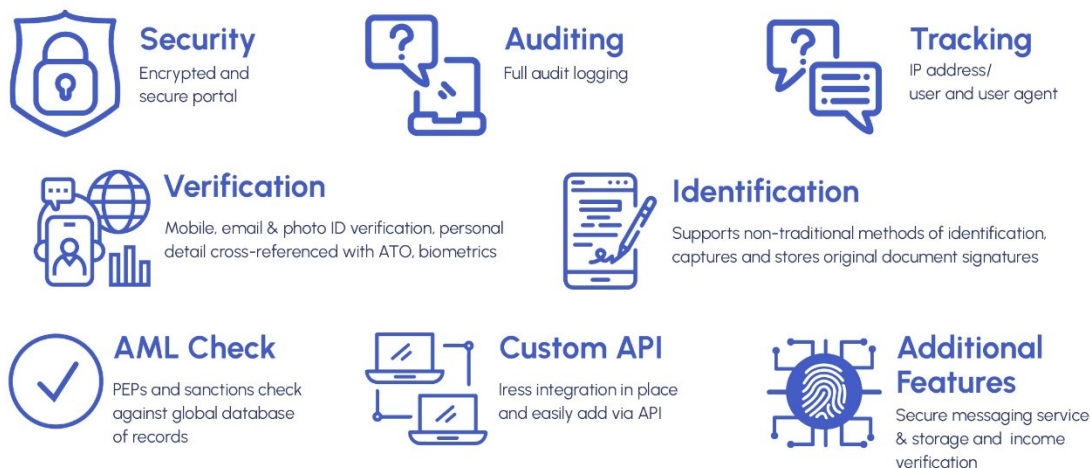 Security
Encrypted and
secure portal
Auditing
Full audit logging
Tracking
IP address/
user and user agent
Verification
Mobile, email & photo ID verification, personal
detail cross-referenced with ATO, biometrics
Identification
Supports non-traditional methods of identification,
captures and stores original document signatures
AML Check
PEPs and sanctions check
against global database
of records
Custom API
Iress integration in place
and easily add via API
Additional
Features
Secure messaging service
& storage and income
verification